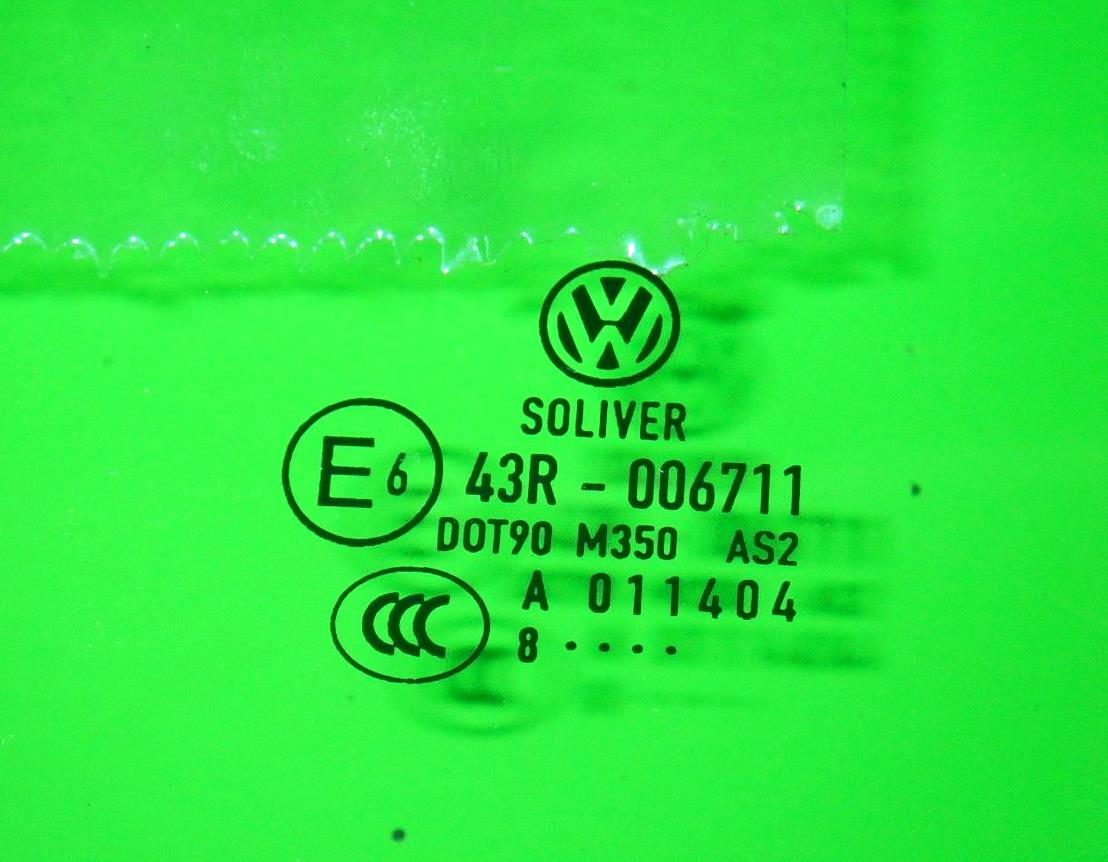 SOLIVER
E6 43R - 006711
DOT90 M350 AS2
CCC A 011404
8 ····